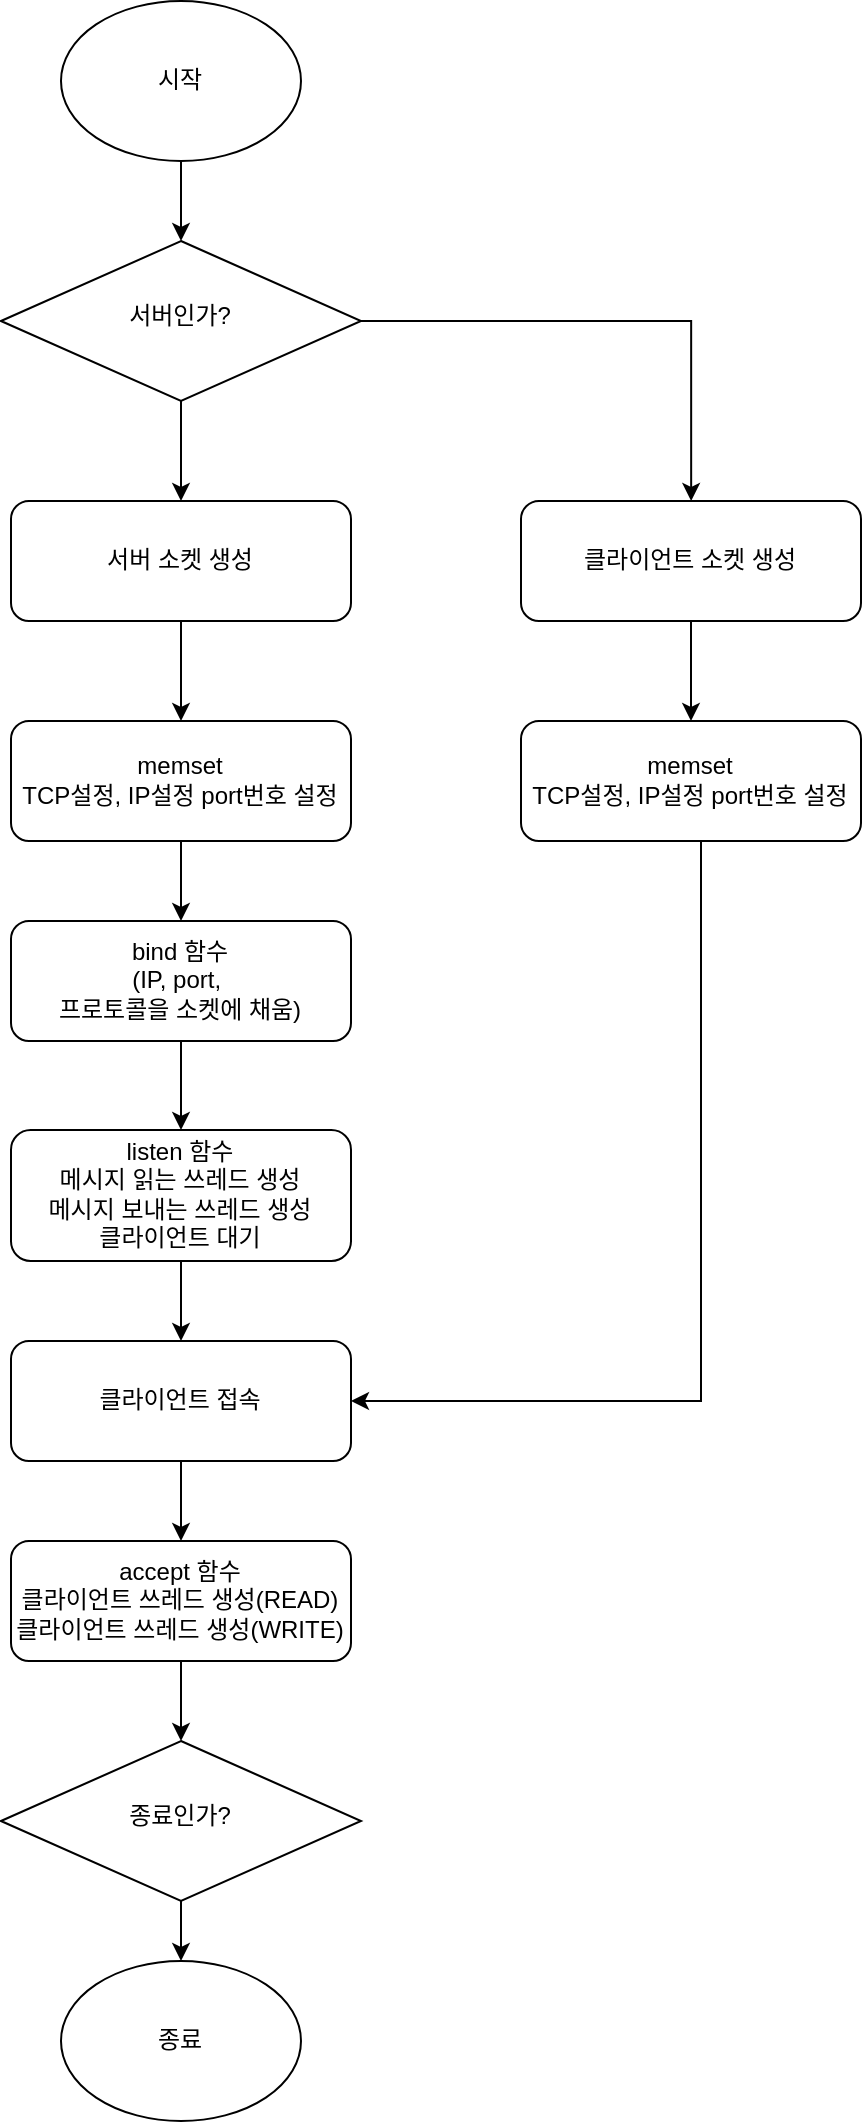 시작
서버인가?
서버 소켓 생성
클라이언트 소켓 생성
memset
TCP설정, IP설정 port번호 설정
memset
TCP설정, IP설정 port번호 설정
bind 함수
(IP, port,
프로토콜을 소켓에 채움)
listen 함수
메시지 읽는 쓰레드 생성
메시지 보내는 쓰레드 생성
클라이언트 대기
클라이언트 접속
accept 함수
클라이언트 쓰레드 생성(READ)
클라이언트 쓰레드 생성(WRITE)
종료인가?
종료